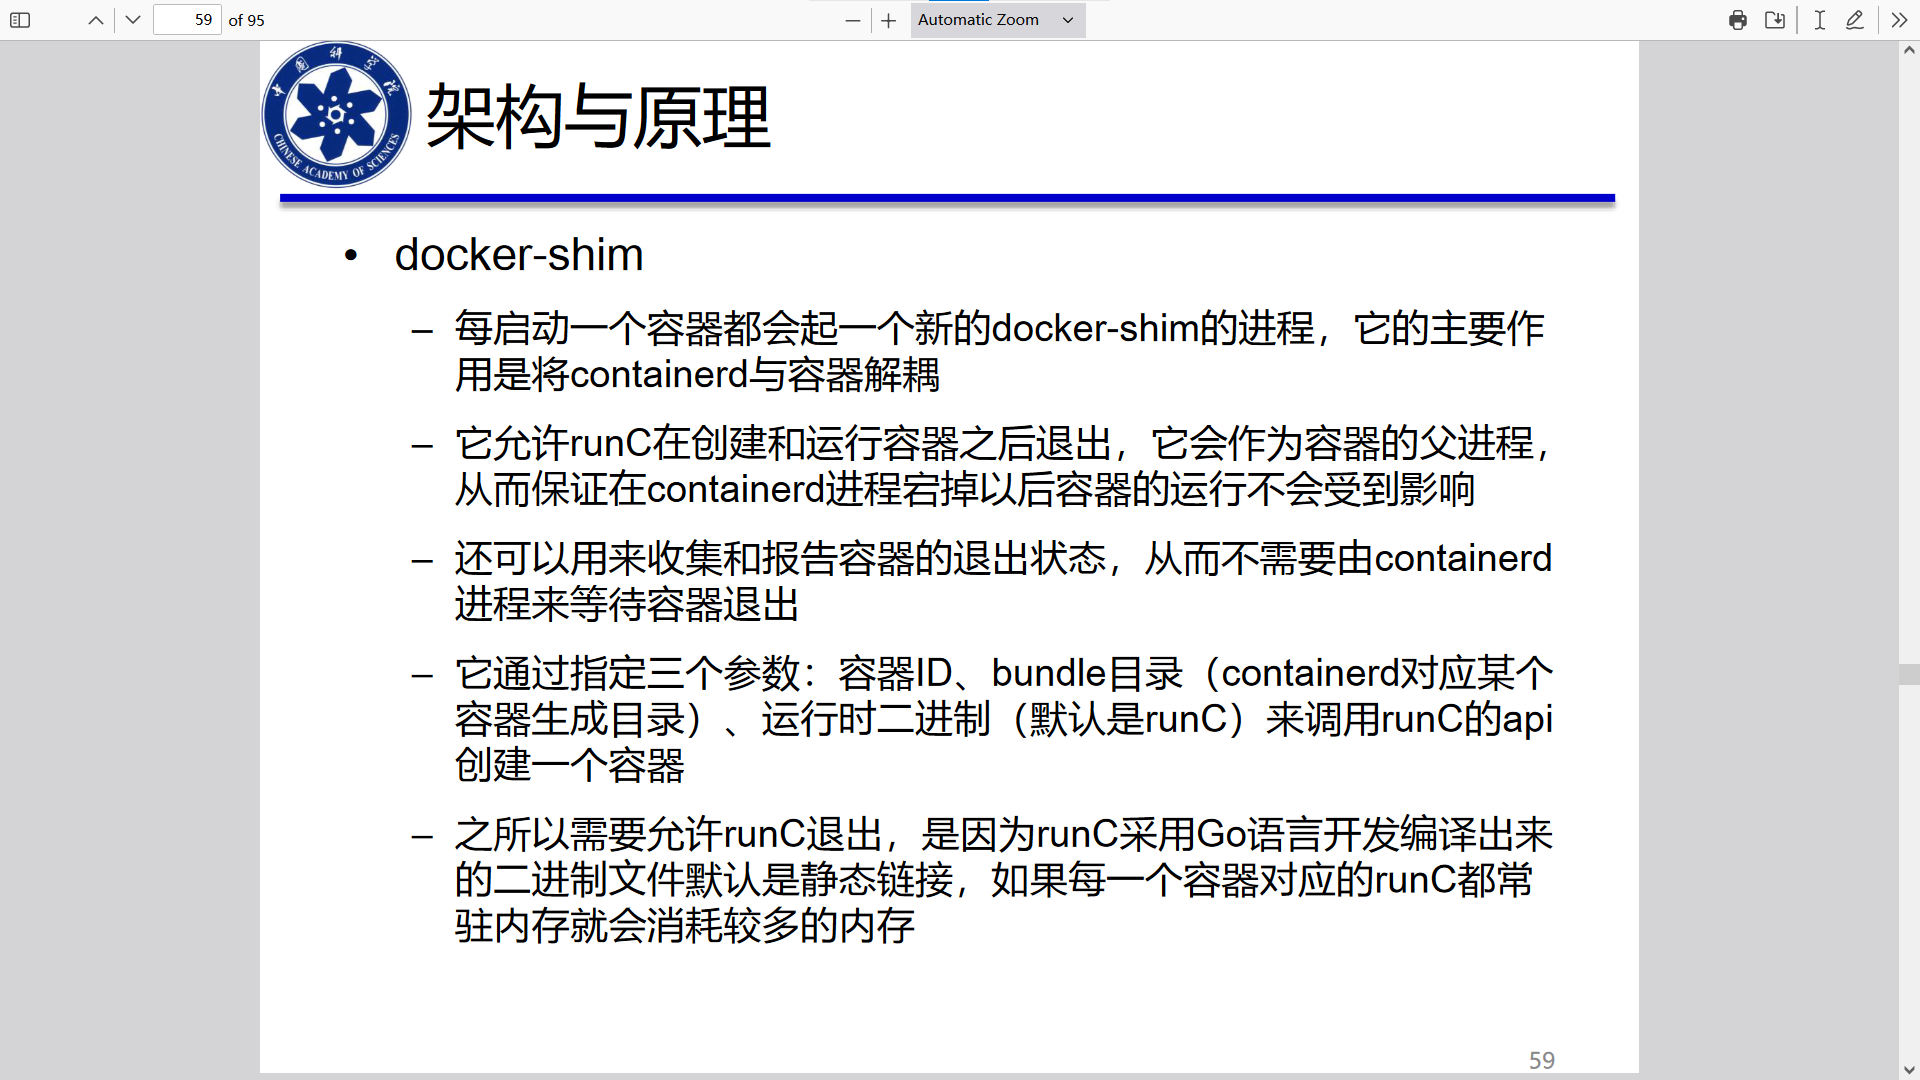 59 of 95
Automatic Zoom
中国科学院
CHINESE ACADEMY OF SCIENCES
架构与原理
• docker-shim
– 每启动一个容器都会起一个新的docker-shim的进程，它的主要作
用是将containerd与容器解耦
– 它允许runC在创建和运行容器之后退出，它会作为容器的父进程，
从而保证在containerd进程宕掉以后容器的运行不会受到影响
– 还可以用来收集和报告容器的退出状态，从而不需要由containerd
进程来等待容器退出
– 它通过指定三个参数：容器ID、bundle目录（containerd对应某个
容器生成目录）、运行时二进制（默认是runC）来调用runC的api
创建一个容器
– 之所以需要允许runC退出，是因为runC采用Go语言开发编译出来
的二进制文件默认是静态链接，如果每一个容器对应的runC都常
驻内存就会消耗较多的内存
59